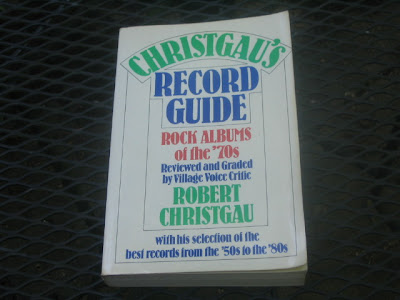 CHRISTGAU'S
RECORD
GUIDE
ROCK ALBUMS
of the '70s
Reviewed and Graded
by Village Voice Critic
ROBERT
CHRISTGAU
with his selection of the
best records from the '50s to the '80s